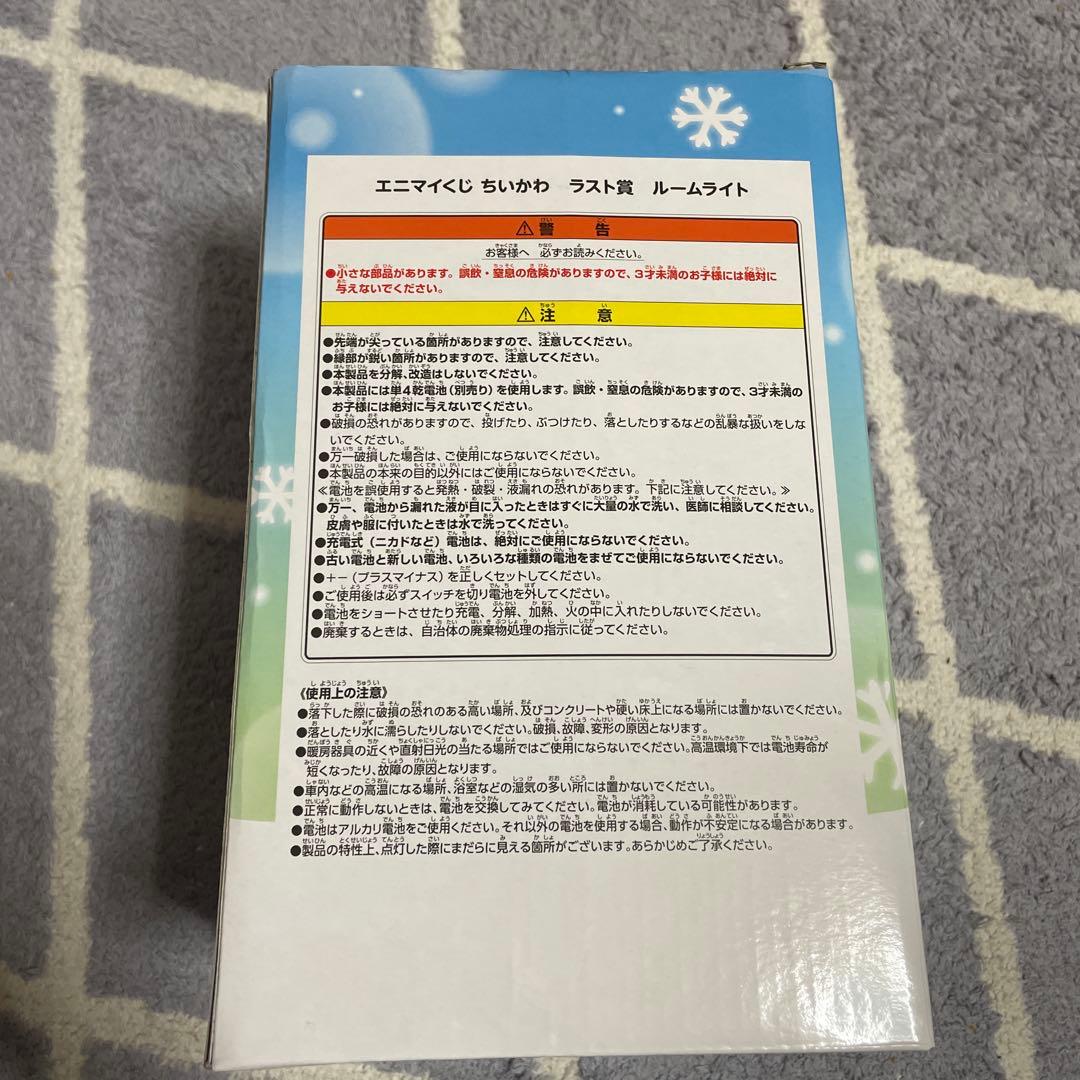 エニマイくじ ちいかわ　ラスト賞　ルームライト
⚠警　告
お客様へ　必ずお読みください。
●小さな部品があります。誤飲・窒息の危険がありますので、3才未満のお子様には絶対に
与えないでください。
⚠注　意
●先端が尖っている箇所がありますので、注意してください。
●縁部が鋭い箇所がありますので、注意してください。
●本製品を分解、改造はしないでください。
●本製品には単4乾電池(別売り)を使用します。誤飲・窒息の危険がありますので、3才未満の
お子様には絶対に与えないでください。
●破損の恐れがありますので、投げたり、ぶつけたり、落としたりするなどの乱暴な扱いをしな
いでください。
●万一破損した場合は、ご使用にならないでください。
●本製品の本来の目的以外にはご使用にならないでください。
≪電池を誤使用すると発熱・破裂・液漏れの恐れがあります。下記に注意してください。≫
●万一、電池から漏れた液が目に入ったときはすぐに大量の水で洗い、医師に相談してください。
皮膚や服に付いたときは水で洗ってください。
●充電式(ニカドなど)電池は、絶対にご使用にならないでください。
●古い電池と新しい電池、いろいろな種類の電池をまぜてご使用にならないでください。
●+−(プラスマイナス)を正しくセットしてください。
●ご使用後は必ずスイッチを切り電池を外してください。
●電池をショートさせたり充電、分解、加熱、火の中に入れたりしないでください。
●廃棄するときは、自治体の廃棄物処理の指示に従ってください。
《使用上の注意》
●落下した際に破損の恐れのある高い場所、及びコンクリートや硬い床上になる場所には置かないでください。
●落としたり水に濡らしたりしないでください。破損、故障、変形の原因となります。
●暖房器具の近くや直射日光の当たる場所ではご使用にならないでください。高温環境下では電池寿命が
短くなったり、故障の原因となります。
●車内などの高温になる場所、浴室などの湿気の多い所には置かないでください。
●正常に動作しないときは、電池を交換してみてください。電池が消耗している可能性があります。
●電池はアルカリ電池をご使用ください。それ以外の電池を使用する場合、動作が不安定になる場合があります。
●製品の特性上、点灯した際にまだらに見える箇所がございます。あらかじめご了承ください。